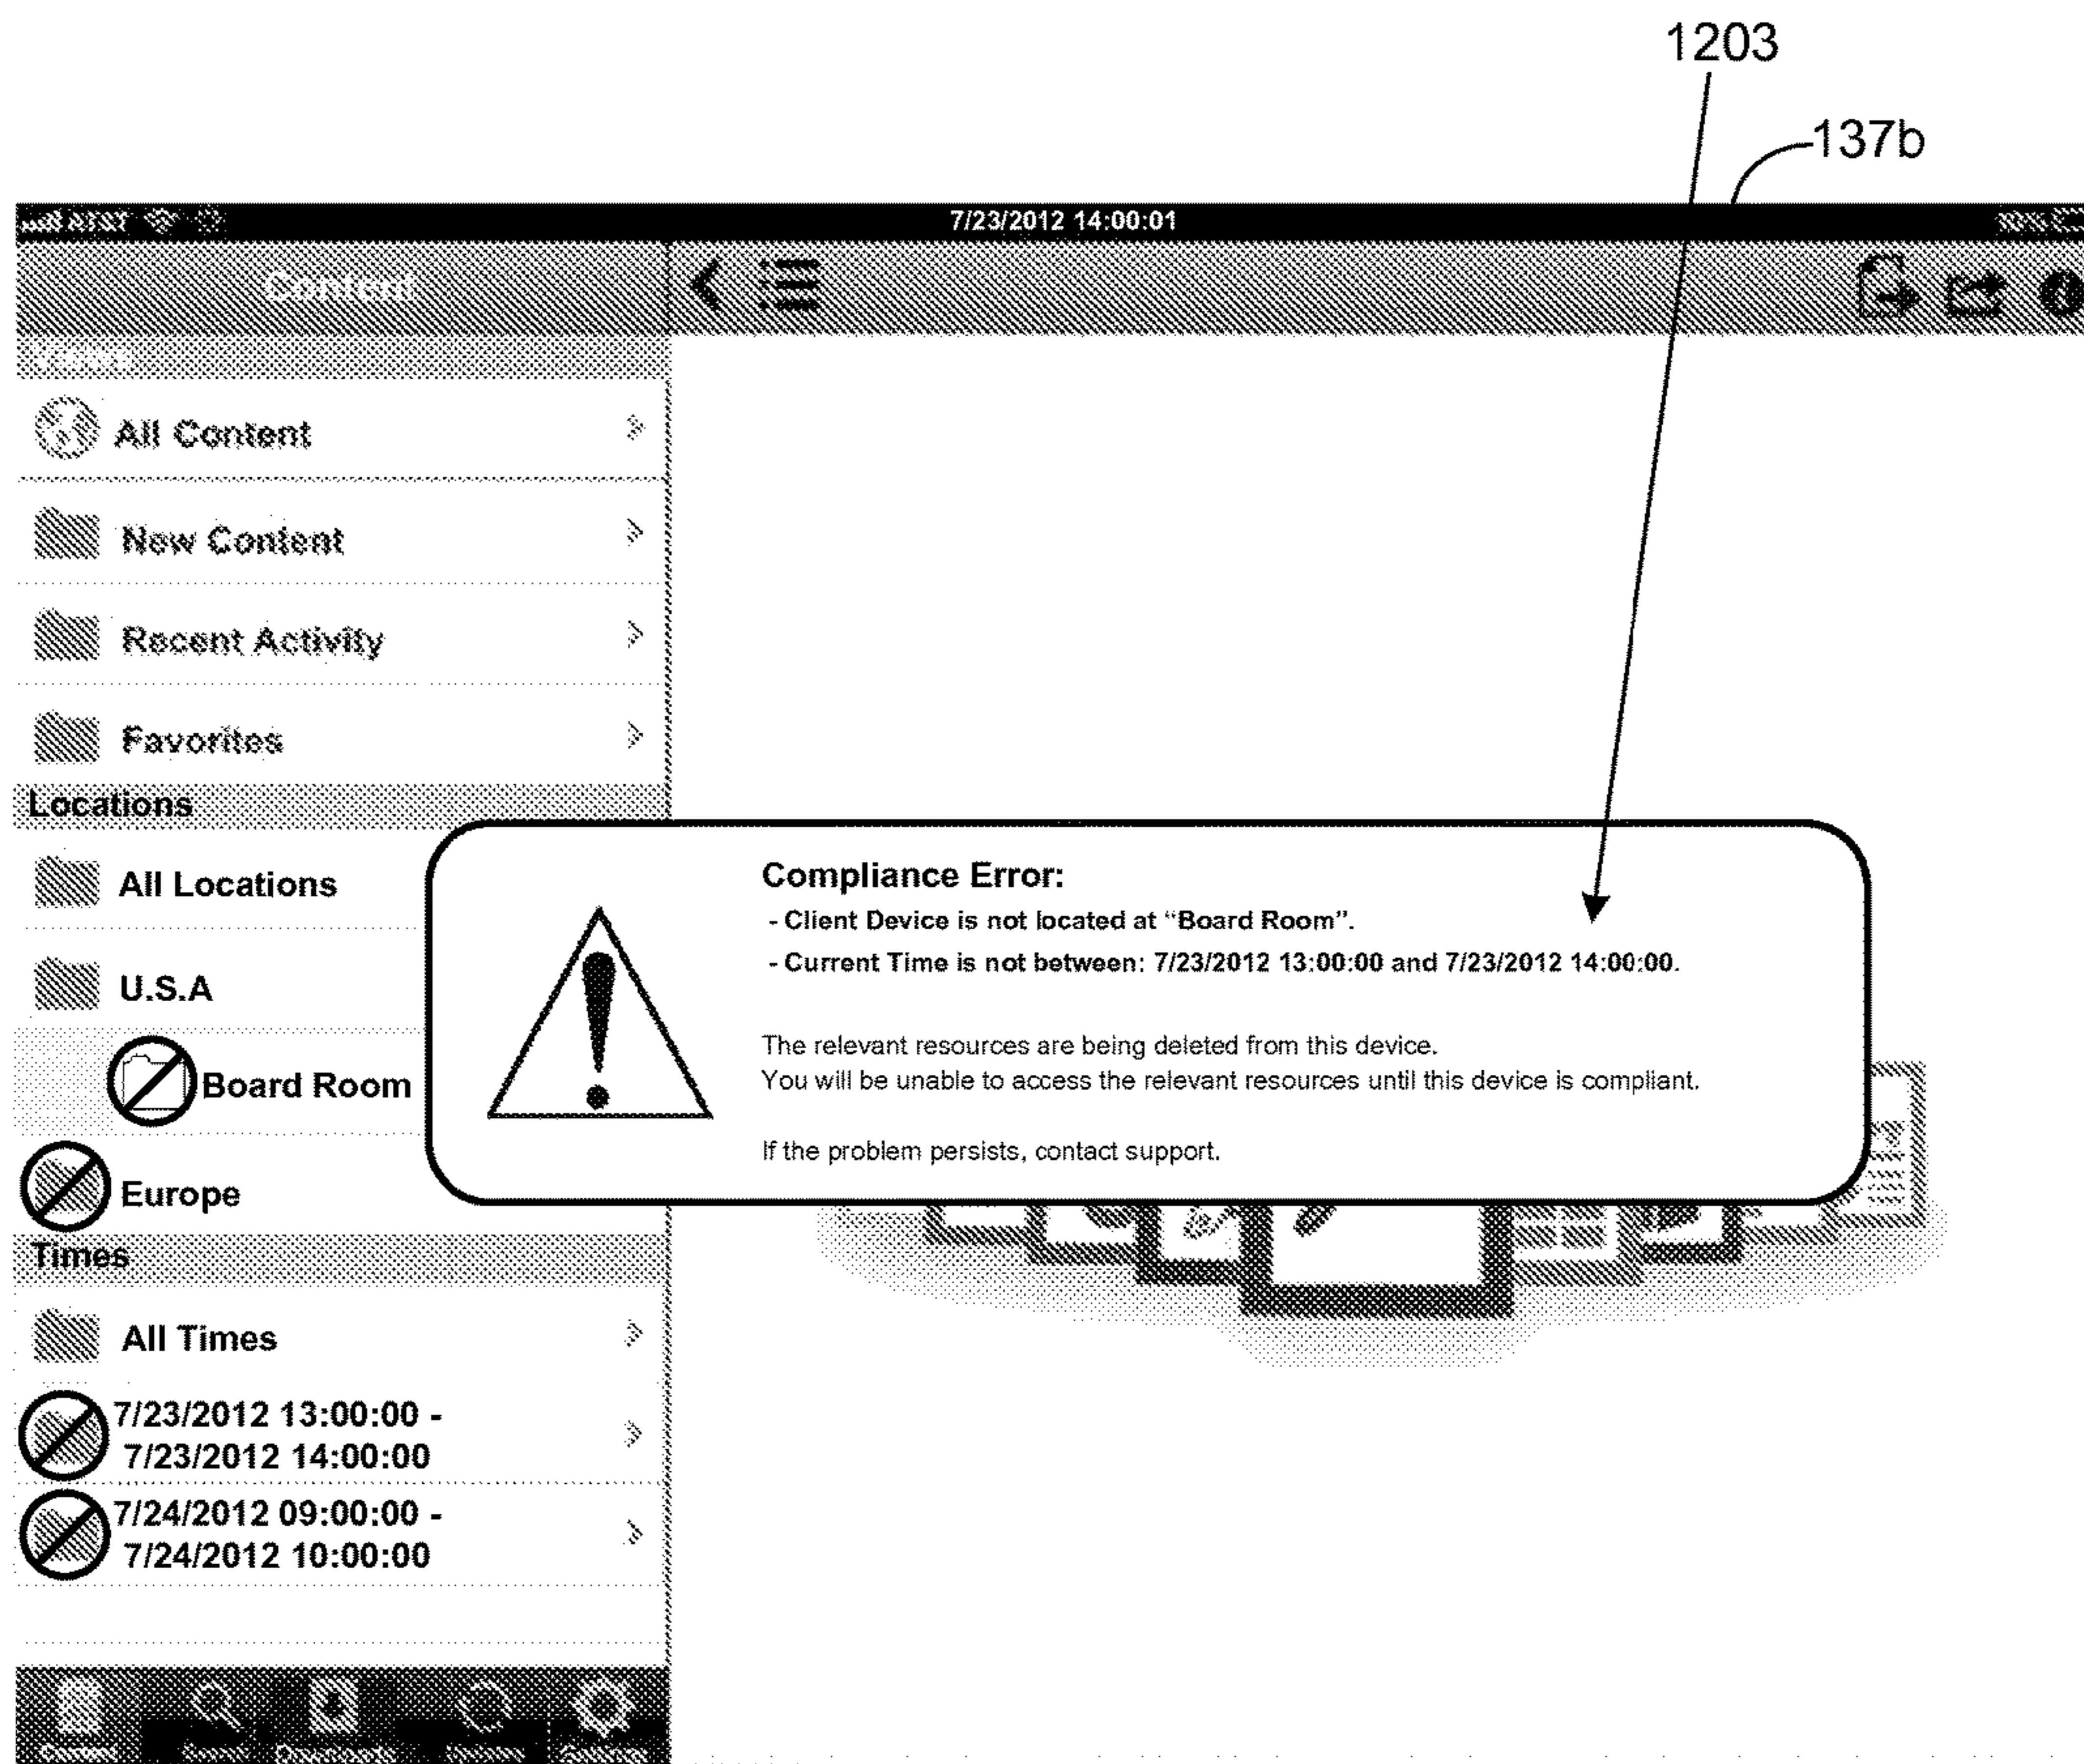 1203
137b
AT&T
7/23/2012 14:00:01
Content
Views
All Content
New Content
Recent Activity
Favorites
Locations
All Locations
U.S.A
Board Room
Europe
Compliance Error:
- Client Device is not located at “Board Room”.
- Current Time is not between: 7/23/2012 13:00:00 and 7/23/2012 14:00:00.
The relevant resources are being deleted from this device.
You will be unable to access the relevant resources until this device is compliant.
If the problem persists, contact support.
Times
All Times
7/23/2012 13:00:00 -
7/23/2012 14:00:00
7/24/2012 09:00:00 -
7/24/2012 10:00:00